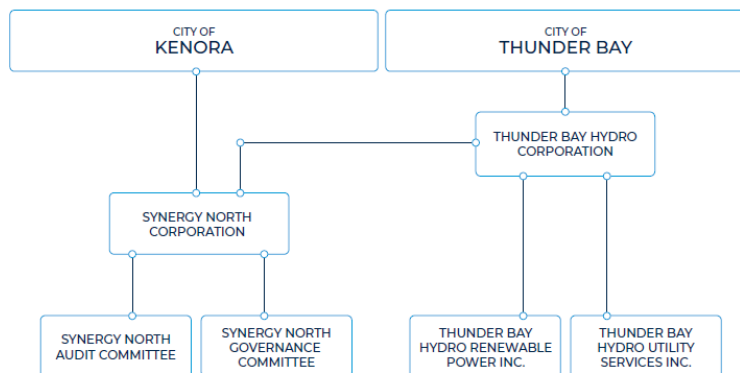 CITY OF
KENORA
CITY OF
THUNDER BAY
THUNDER BAY HYDRO
CORPORATION
SYNERGY NORTH
CORPORATION
SYNERGY NORTH
AUDIT COMMITTEE
SYNERGY NORTH
GOVERNANCE
COMMITTEE
THUNDER BAY
HYDRO RENEWABLE
POWER INC.
THUNDER BAY
HYDRO UTILITY
SERVICES INC.